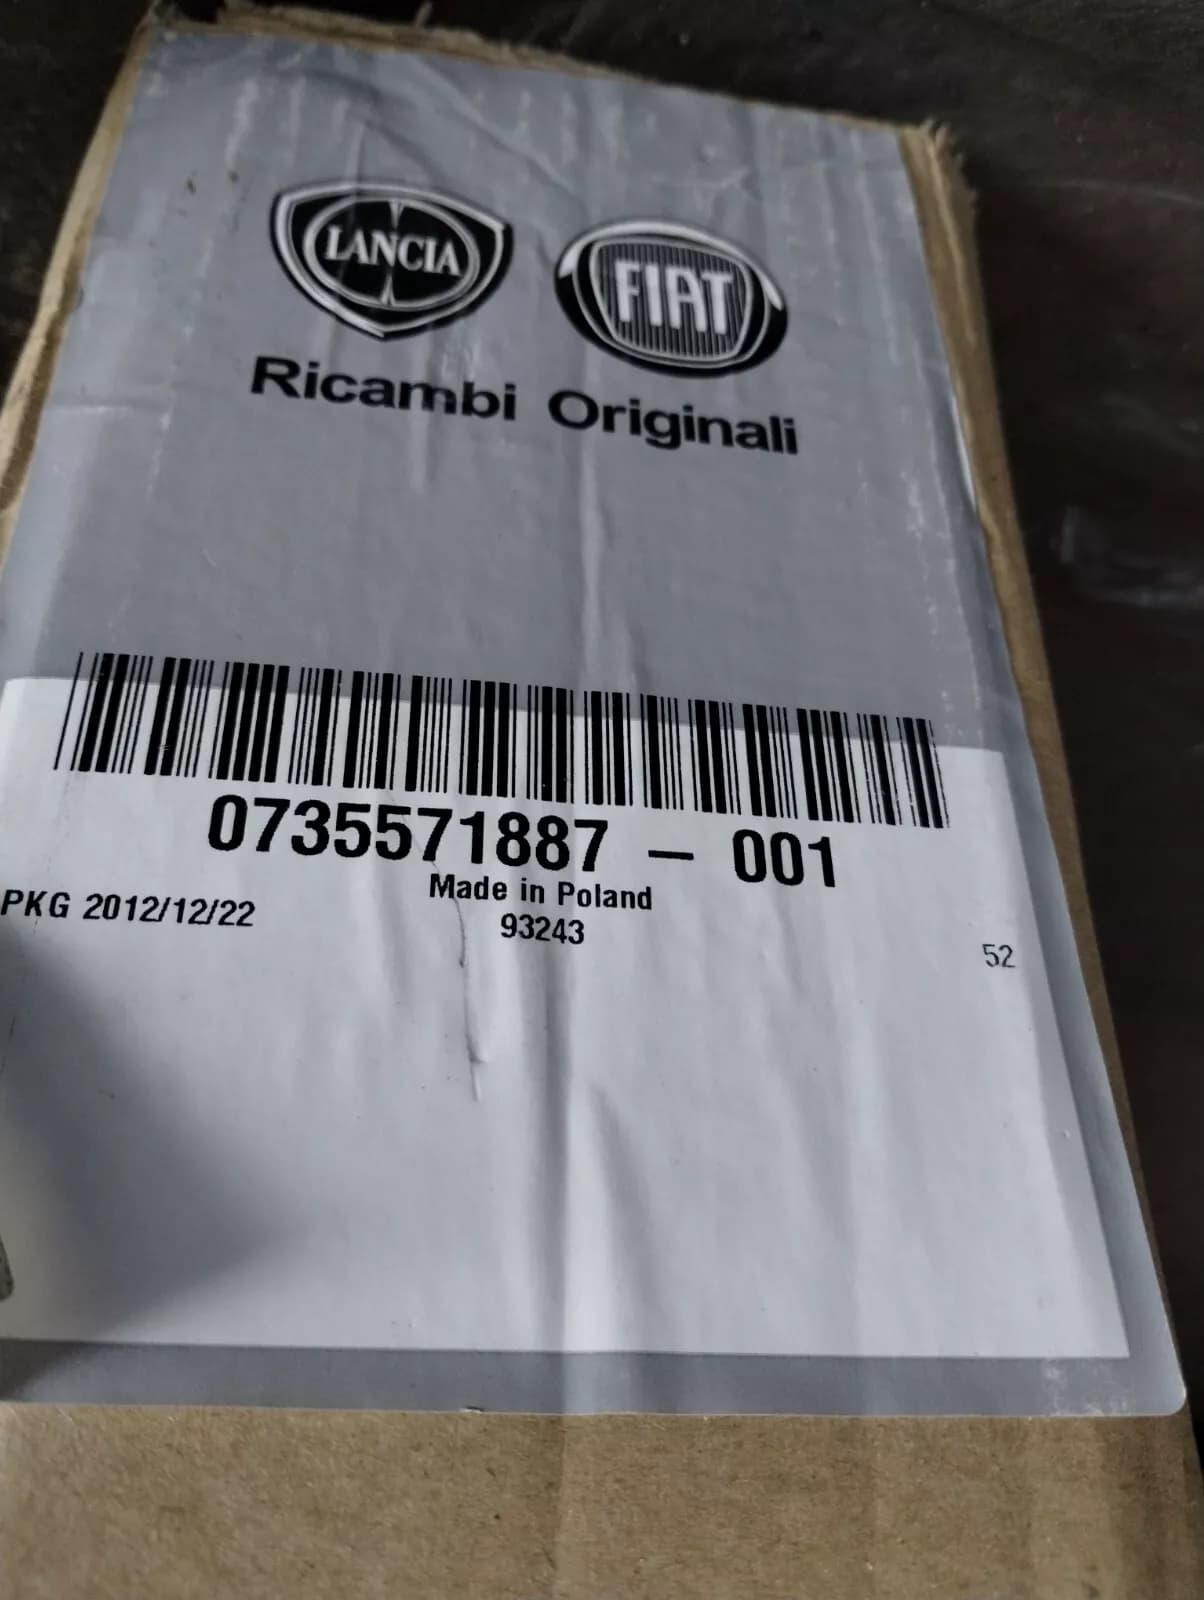 LANCIA
FIAT
Ricambi Originali
0735571887 - 001
Made in Poland
PKG 2012/12/22
93243
52